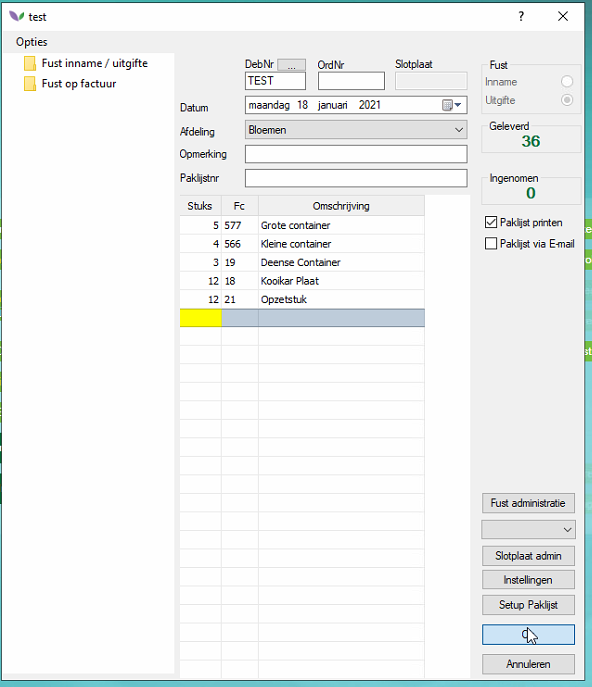 test
?
Opties
Fust inname / uitgifte
Fust op factuur
DebNr ... OrdNr Slotplaat
TEST
Datum maandag 18 januari 2021
Afdeling Bloemen
Opmerking
Paklijstnr
Stuks Fc Omschrijving
5 577 Grote container
4 566 Kleine container
3 19 Deense Container
12 18 Kooikar Plaat
12 21 Opzetstuk
Fust
Inname
Uitgifte
Geleverd
36
Ingenomen
0
Paklijst printen
Paklijst via E-mail
Fust administratie
Slotplaat admin
Instellingen
Setup Paklijst
Annuleren